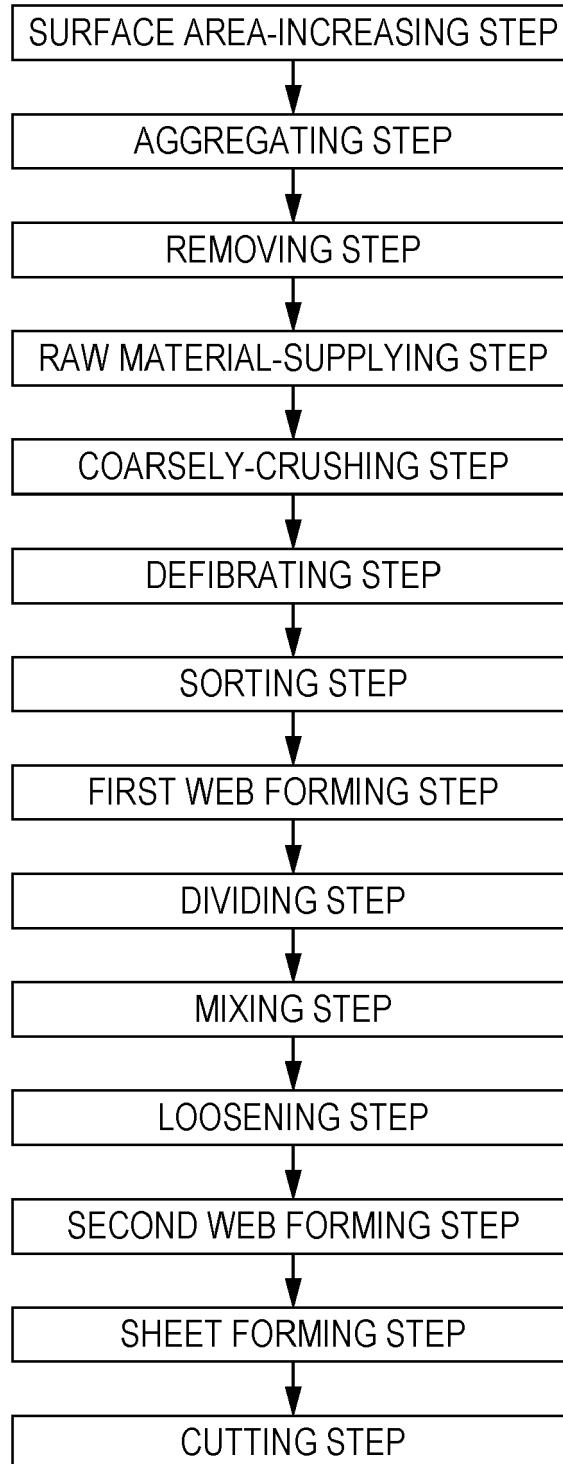 SURFACE AREA-INCREASING STEP
AGGREGATING STEP
REMOVING STEP
RAW MATERIAL-SUPPLYING STEP
COARSELY-CRUSHING STEP
DEFIBRATING STEP
SORTING STEP
FIRST WEB FORMING STEP
DIVIDING STEP
MIXING STEP
LOOSENING STEP
SECOND WEB FORMING STEP
SHEET FORMING STEP
CUTTING STEP